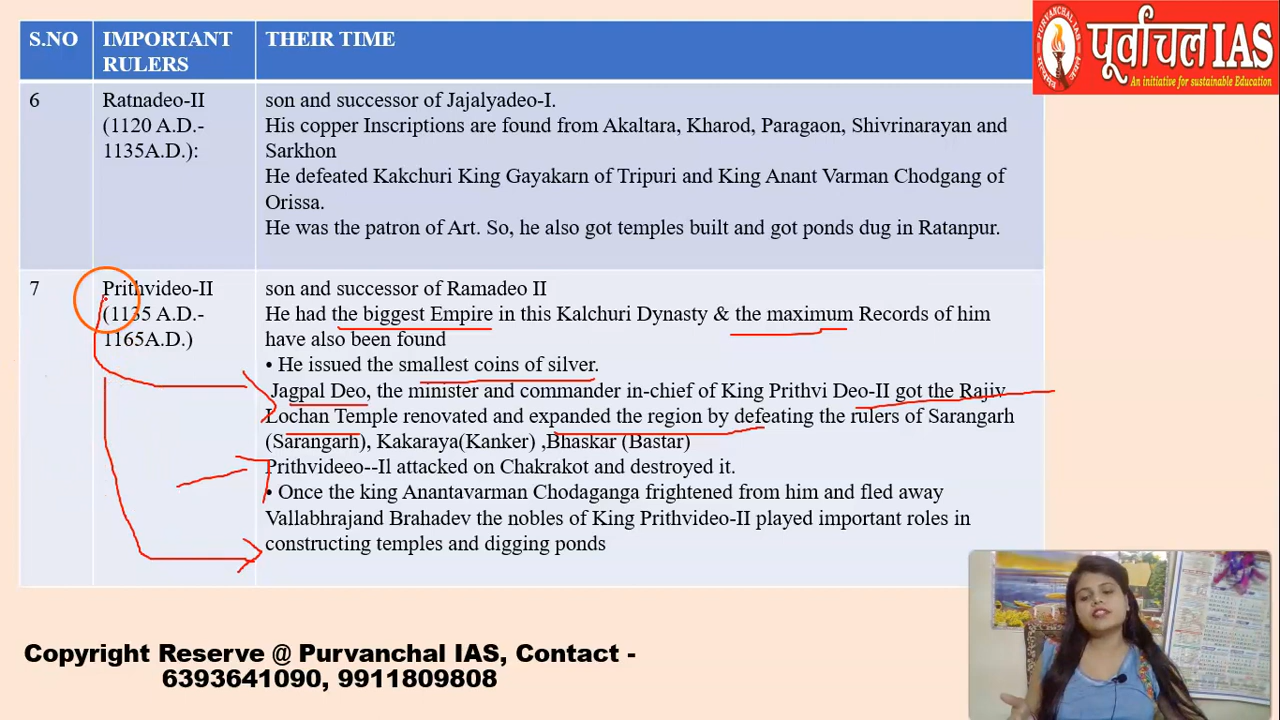 S.NO
IMPORTANT
RULERS
THEIR TIME
6
Ratnadeo-II
(1120 A.D.-
1135A.D.):
son and successor of Jajalyadeo-I.
His copper Inscriptions are found from Akaltara, Kharod, Paragaon, Shivrinarayan and
Sarkhon
He defeated Kakchuri King Gayakarn of Tripuri and King Anant Varman Chodgang of
Orissa.
He was the patron of Art. So, he also got temples built and got ponds dug in Ratanpur.
7
Prithvideo-II
(1135 A.D.-
1165A.D.)
son and successor of Ramadeo II
He had the biggest Empire in this Kalchuri Dynasty & the maximum Records of him
have also been found
• He issued the smallest coins of silver.
Jagpal Deo, the minister and commander in-chief of King Prithvi Deo-II got the Rajiv
Lochan Temple renovated and expanded the region by defeating the rulers of Sarangarh
(Sarangarh), Kakaraya(Kanker) ,Bhaskar (Bastar)
Prithvideeo--Il attacked on Chakrakot and destroyed it.
• Once the king Anantavarman Chodaganga frightened from him and fled away
Vallabhrajand Brahadev the nobles of King Prithvideo-II played important roles in
constructing temples and digging ponds
PURVANCHAL IAS
पूर्वांचल IAS
An initiative for sustainable Education
Copyright Reserve @ Purvanchal IAS, Contact -
6393641090, 9911809808